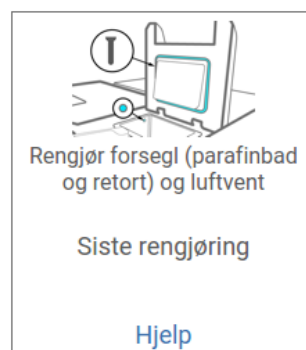 Rengjør forsegl (parafinbad
og retort) og luftvent
Siste rengjøring
Hjelp